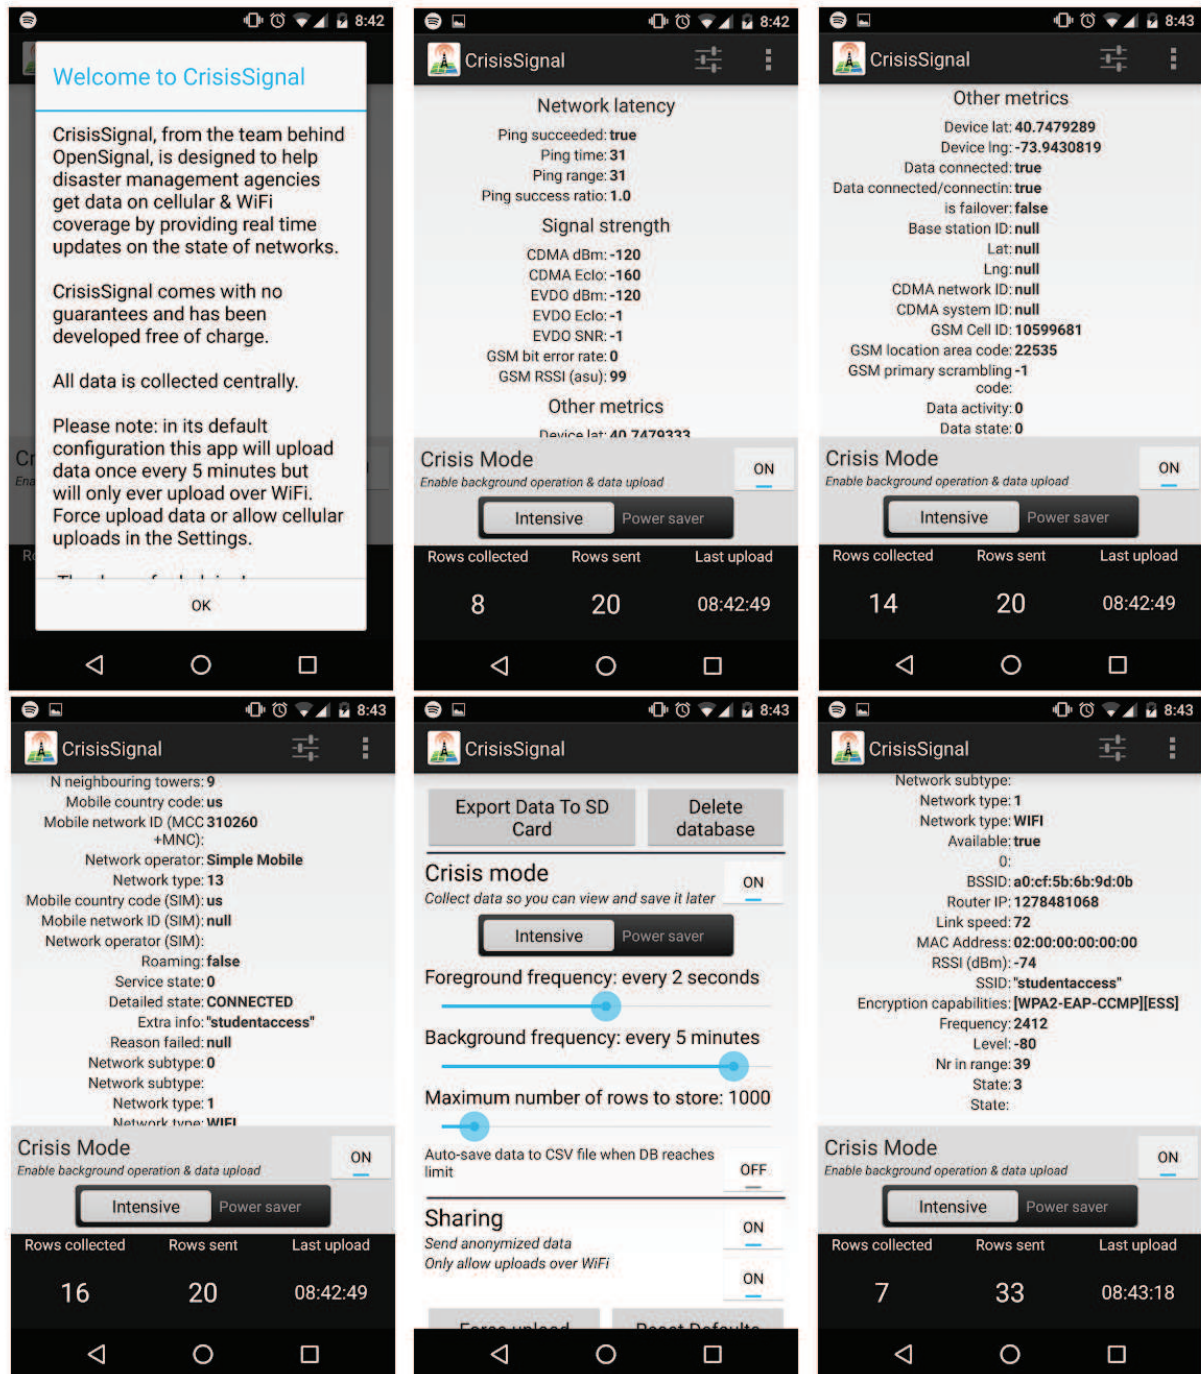 8:42
Welcome to CrisisSignal
CrisisSignal, from the team behind
OpenSignal, is designed to help
disaster management agencies
get data on cellular & WiFi
coverage by providing real time
updates on the state of networks.
CrisisSignal comes with no
guarantees and has been
developed free of charge.
All data is collected centrally.
Please note: in its default
configuration this app will upload
data once every 5 minutes but
will only ever upload over WiFi.
Force upload data or allow cellular
uploads in the Settings.
OK
8:42
CrisisSignal
Network latency
Ping succeeded: true
Ping time: 31
Ping range: 31
Ping success ratio: 1.0
Signal strength
CDMA dBm: -120
CDMA EcIo: -160
EVDO dBm: -120
EVDO EcIo: -1
EVDO SNR: -1
GSM bit error rate: 0
GSM RSSI (asu): 99
Other metrics
Device lat: 40.7479333
Crisis Mode
Enable background operation & data upload
ON
Intensive Power saver
Rows collected Rows sent Last upload
8 20 08:42:49
8:43
CrisisSignal
Other metrics
Device lat: 40.7479289
Device lng: -73.9430819
Data connected: true
Data connected/connectin: true
is failover: false
Base station ID: null
Lat: null
Lng: null
CDMA network ID: null
CDMA system ID: null
GSM Cell ID: 10599681
GSM location area code: 22535
GSM primary scrambling -1
code:
Data activity: 0
Data state: 0
Crisis Mode
Enable background operation & data upload
ON
Intensive Power saver
Rows collected Rows sent Last upload
14 20 08:42:49
8:43
CrisisSignal
N neighbouring towers: 9
Mobile country code: us
Mobile network ID (MCC 310260
+MNC):
Network operator: Simple Mobile
Network type: 13
Mobile country code (SIM): us
Mobile network ID (SIM): null
Network operator (SIM):
Roaming: false
Service state: 0
Detailed state: CONNECTED
Extra info: "studentaccess"
Reason failed: null
Network subtype: 0
Network subtype:
Network type: 1
Network type: WIFI
Crisis Mode
Enable background operation & data upload
ON
Intensive Power saver
Rows collected Rows sent Last upload
16 20 08:42:49
8:43
CrisisSignal
Export Data To SD
Card
Delete
database
Crisis mode
Collect data so you can view and save it later
ON
Intensive Power saver
Foreground frequency: every 2 seconds
Background frequency: every 5 minutes
Maximum number of rows to store: 1000
Auto-save data to CSV file when DB reaches
limit
OFF
Sharing
Send anonymized data
ON
Only allow uploads over WiFi
ON
Force upload Reset Defaults
8:43
CrisisSignal
Network subtype:
Network type: 1
Network type: WIFI
Available: true
0:
BSSID: a0:cf:5b:6b:9d:0b
Router IP: 1278481068
Link speed: 72
MAC Address: 02:00:00:00:00:00
RSSI (dBm): -74
SSID: "studentaccess"
Encryption capabilities: [WPA2-EAP-CCMP][ESS]
Frequency: 2412
Level: -80
Nr in range: 39
State: 3
State:
Crisis Mode
Enable background operation & data upload
ON
Intensive Power saver
Rows collected Rows sent Last upload
7 33 08:43:18